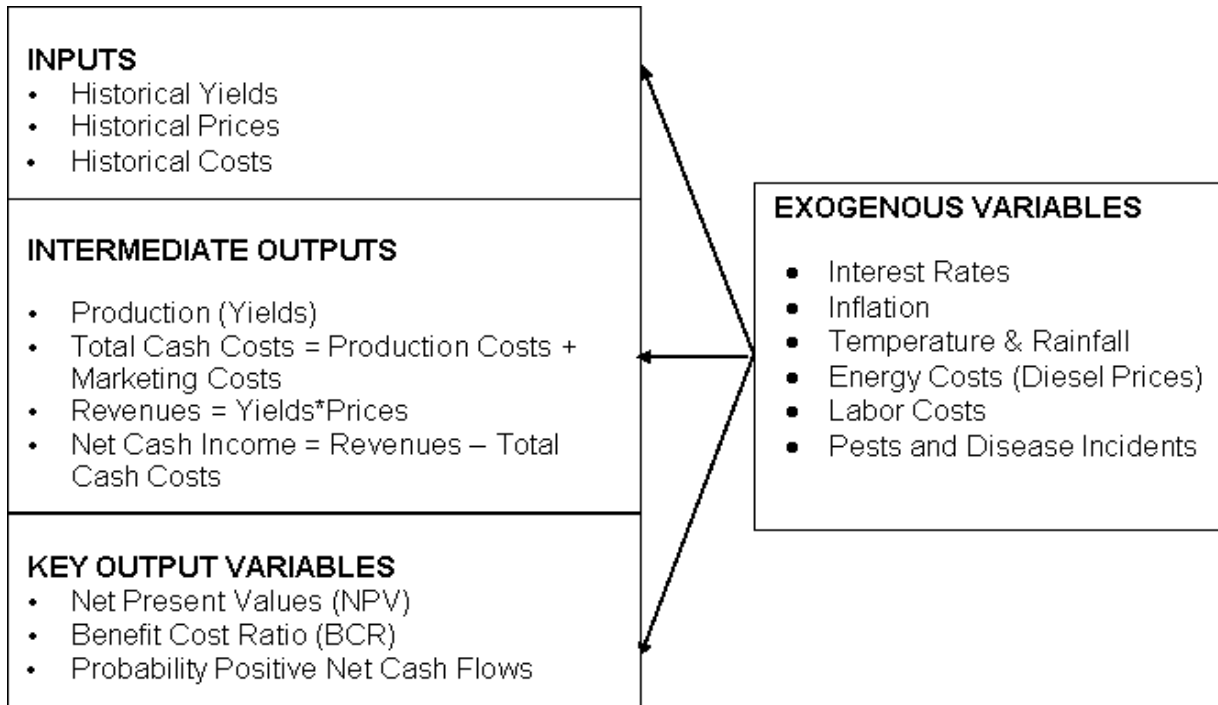 INPUTS
• Historical Yields
• Historical Prices
• Historical Costs
INTERMEDIATE OUTPUTS
• Production (Yields)
• Total Cash Costs = Production Costs +
Marketing Costs
• Revenues = Yields*Prices
• Net Cash Income = Revenues – Total
Cash Costs
KEY OUTPUT VARIABLES
• Net Present Values (NPV)
• Benefit Cost Ratio (BCR)
• Probability Positive Net Cash Flows
EXOGENOUS VARIABLES
• Interest Rates
• Inflation
• Temperature & Rainfall
• Energy Costs (Diesel Prices)
• Labor Costs
• Pests and Disease Incidents